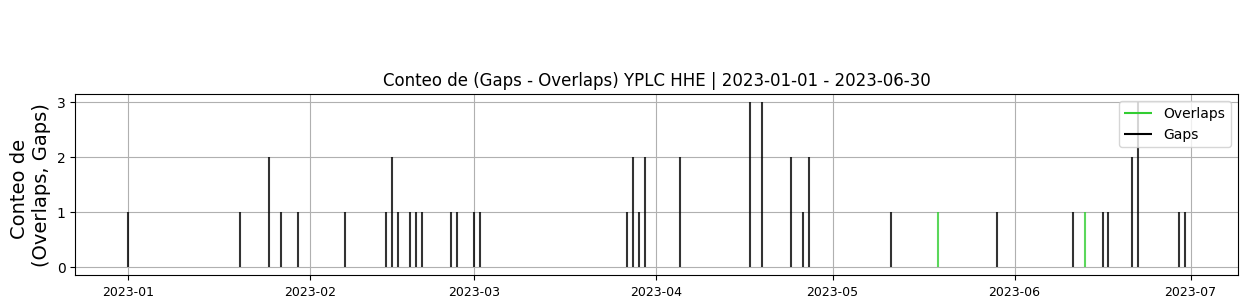 Conteo de (Gaps - Overlaps) YPLC HHE | 2023-01-01 - 2023-06-30
Conteo de
(Overlaps, Gaps)
3
2
1
0
Overlaps
Gaps
2023-01
2023-02
2023-03
2023-04
2023-05
2023-06
2023-07